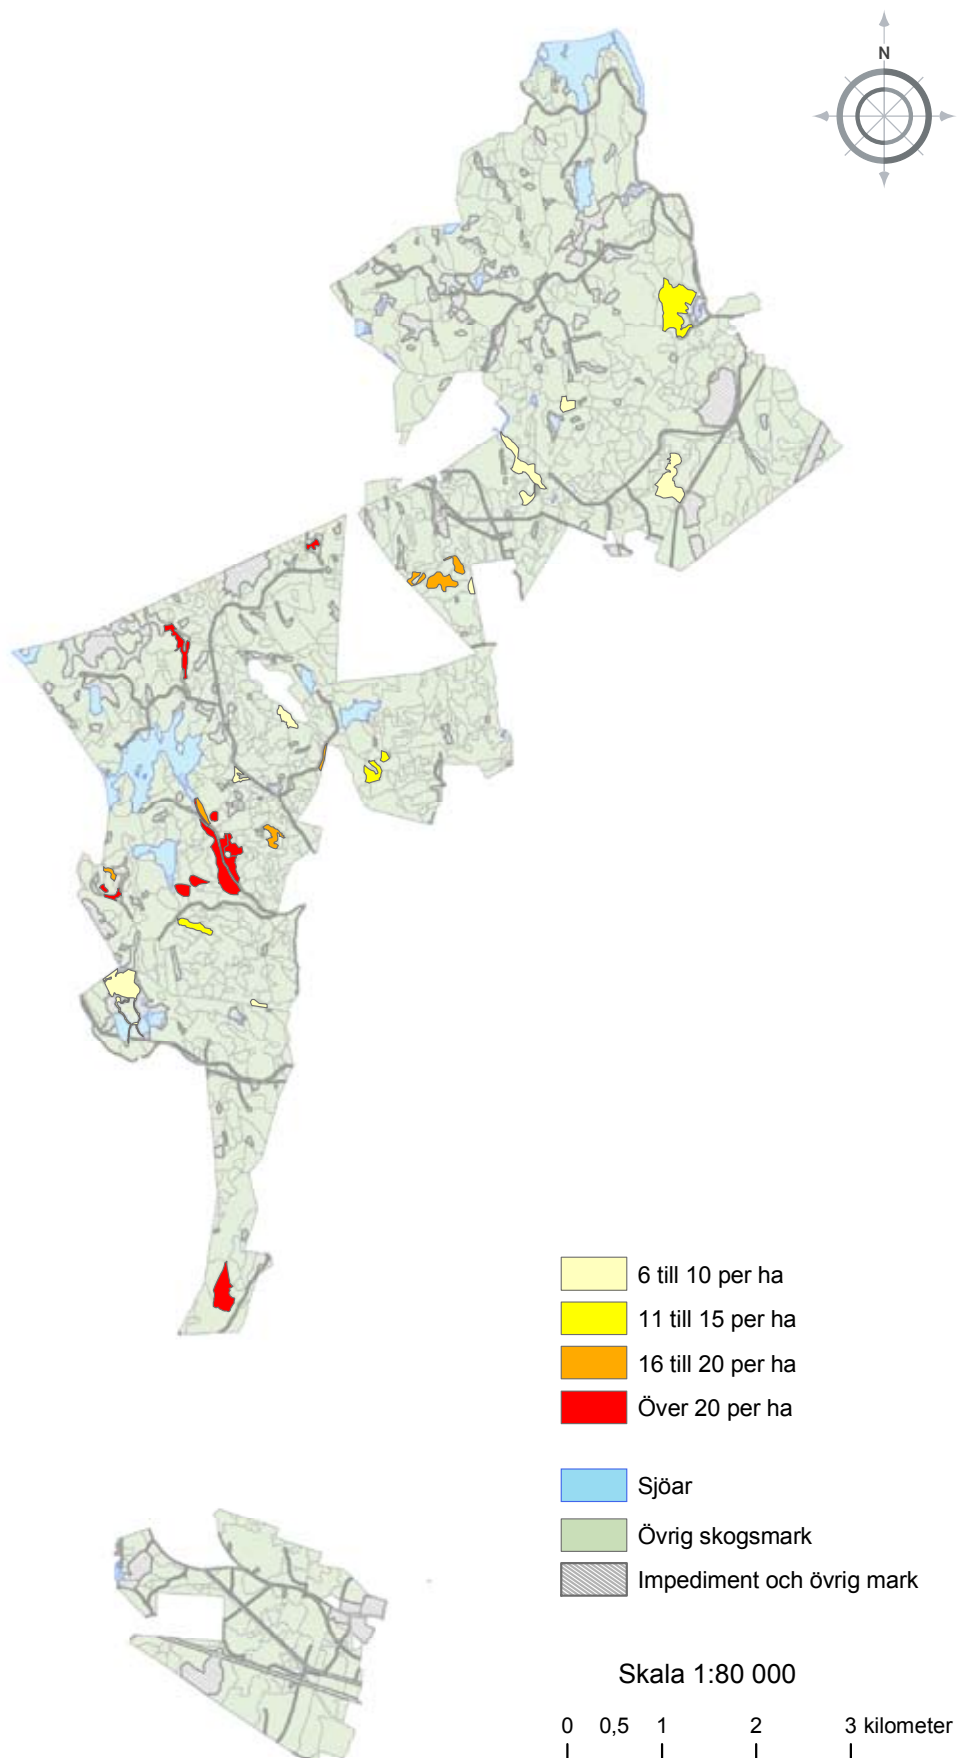 N
6 till 10 per ha
11 till 15 per ha
16 till 20 per ha
Över 20 per ha
Sjöar
Övrig skogsmark
Impediment och övrig mark
Skala 1:80 000
0 0,5 1 2 3 kilometer